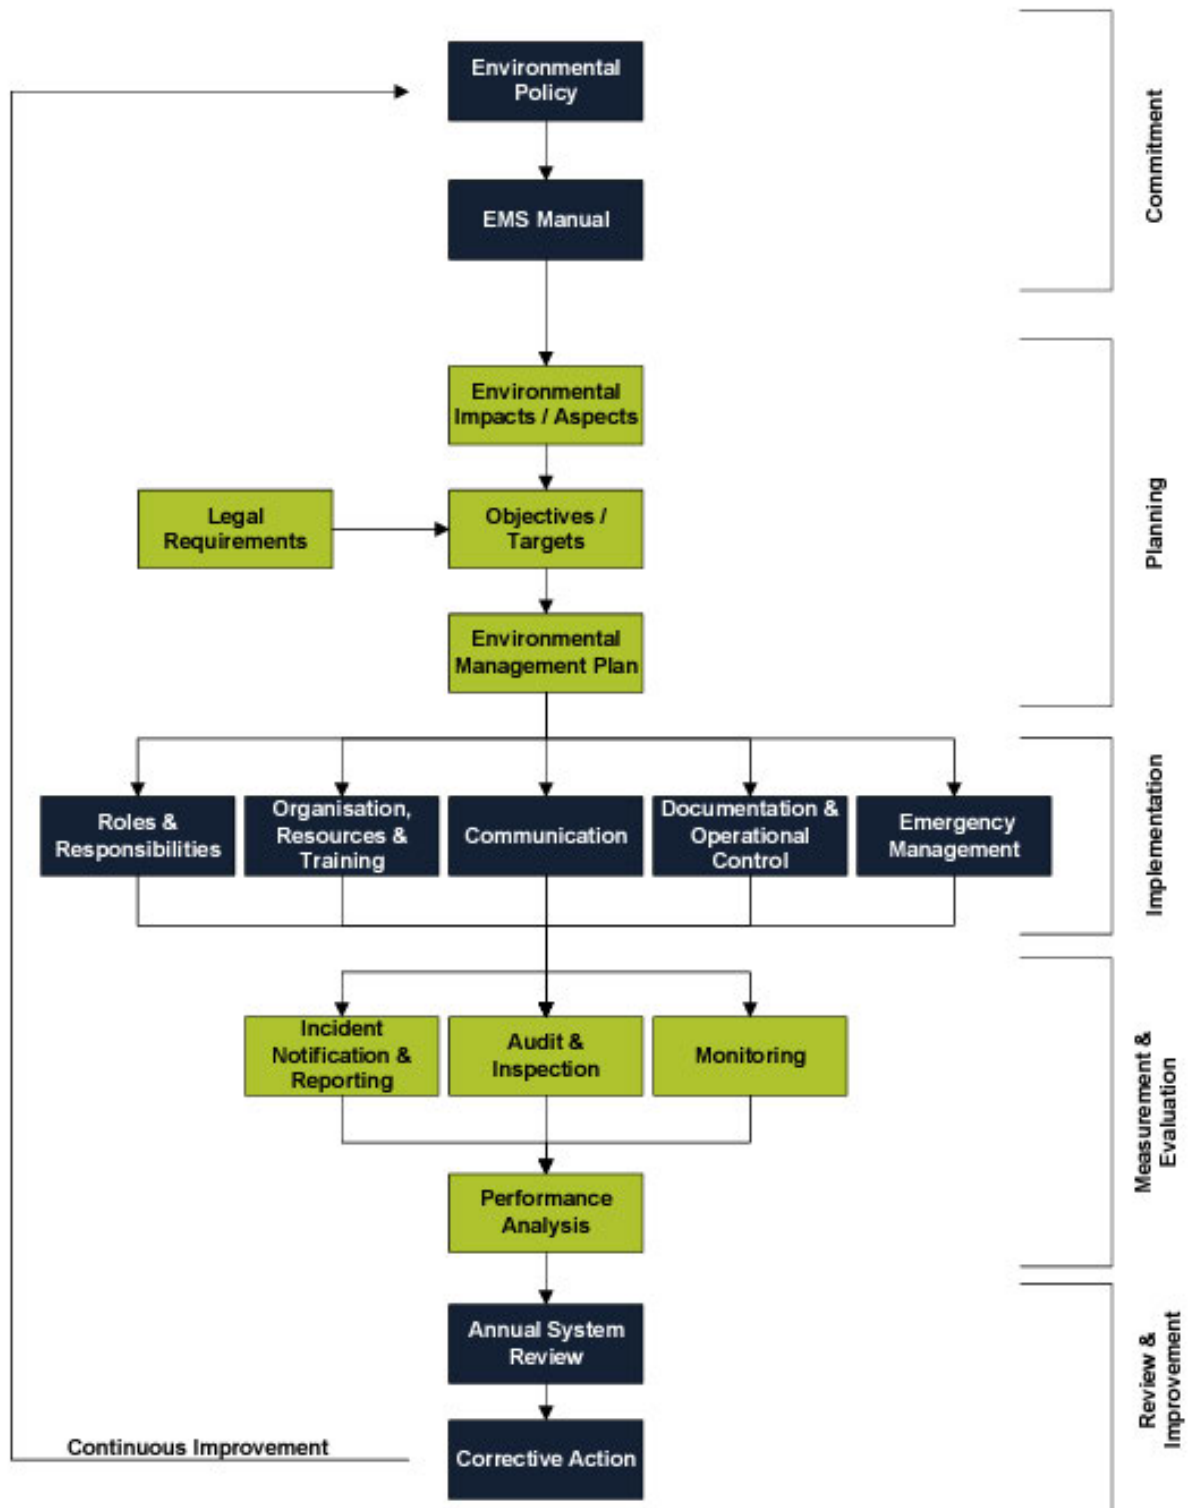 Environmental
Policy
EMS Manual
Commitment
Environmental
Impacts / Aspects
Legal
Requirements
Objectives /
Targets
Environmental
Management Plan
Planning
Roles &
Responsibilities
Organisation,
Resources &
Training
Communication
Documentation &
Operational
Control
Emergency
Management
Implementation
Incident
Notification &
Reporting
Audit &
Inspection
Monitoring
Performance
Analysis
Measurement &
Evaluation
Annual System
Review
Corrective Action
Continuous Improvement
Review &
Improvement